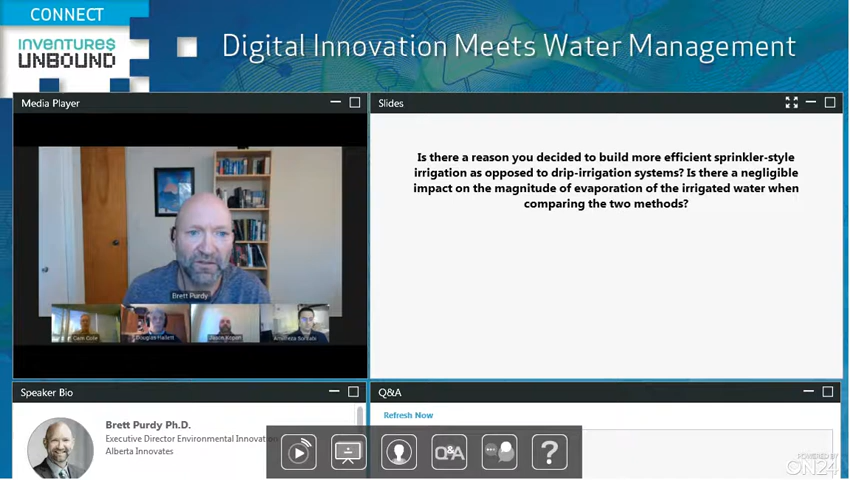 CONNECT
INVENTURE$
UNBOUND
Digital Innovation Meets Water Management
Media Player
Brett Purdy
Cam Cote
Douglas Hallett
Slides
Is there a reason you decided to build more efficient sprinkler-style
irrigation as opposed to drip-irrigation systems? Is there a negligible
impact on the magnitude of evaporation of the irrigated water when
comparing the two methods?
Speaker Bio
Brett Purdy Ph.D.
Executive Director Environmental Innovation
Alberta Innovates
Q&A
Refresh Now
Q&A
?
POWERED BY
ON24